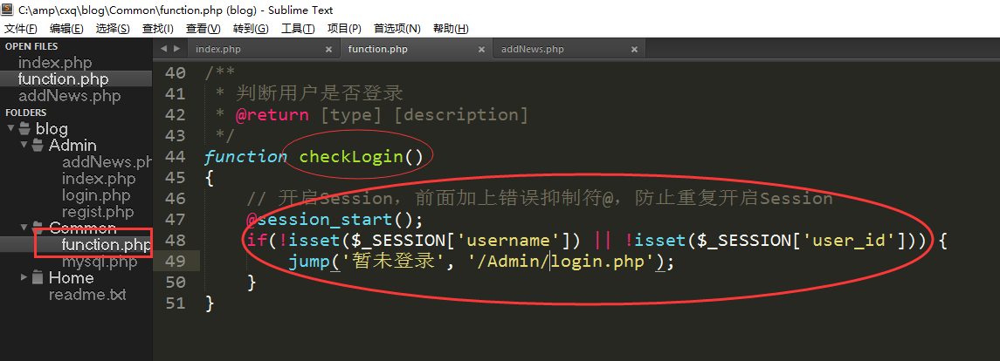 C:\amp\cxq\blog\Common\function.php (blog) - Sublime Text
文件(F) 编辑(E) 选择(S) 查找(I) 查看(V) 转到(G) 工具(T) 项目(P) 首选项(N) 帮助(H)
OPEN FILES
index.php
function.php
addNews.php
FOLDERS
blog
Admin
addNews.ph
index.php
login.php
regist.php
Common
function.php
mysql.php
Home
readme.txt
index.php × function.php × addNews.php ×
40 /**
41 * 判断用户是否登录
42 * @return [type] [description]
43 */
44 function checkLogin()
45 {
46 // 开启Session，前面加上错误抑制符@，防止重复开启Session
47 @session_start();
48 if(!isset($_SESSION['username']) || !isset($_SESSION['user_id'])) {
49 jump('暂未登录', '/Admin/login.php');
50 }
51 }